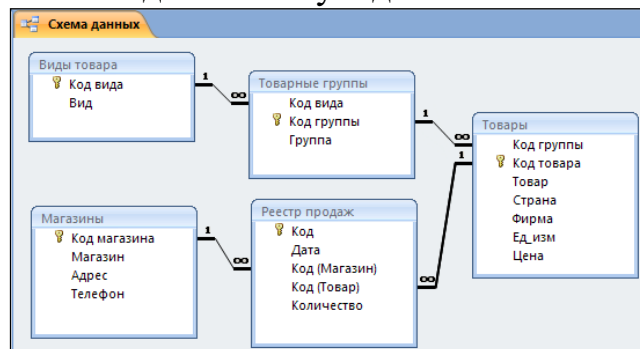 Схема данных
Виды товара
Код вида
Вид
1
∞
Товарные группы
Код вида
Код группы
Группа
1
∞
Товары
Код группы
1
Код товара
Товар
Страна
Фирма
Ед_изм
Цена
Магазины
Код магазина
Магазин
Адрес
Телефон
1
∞
Реестр продаж
Код
Дата
Код (Магазин)
Код (Товар)
Количество
∞